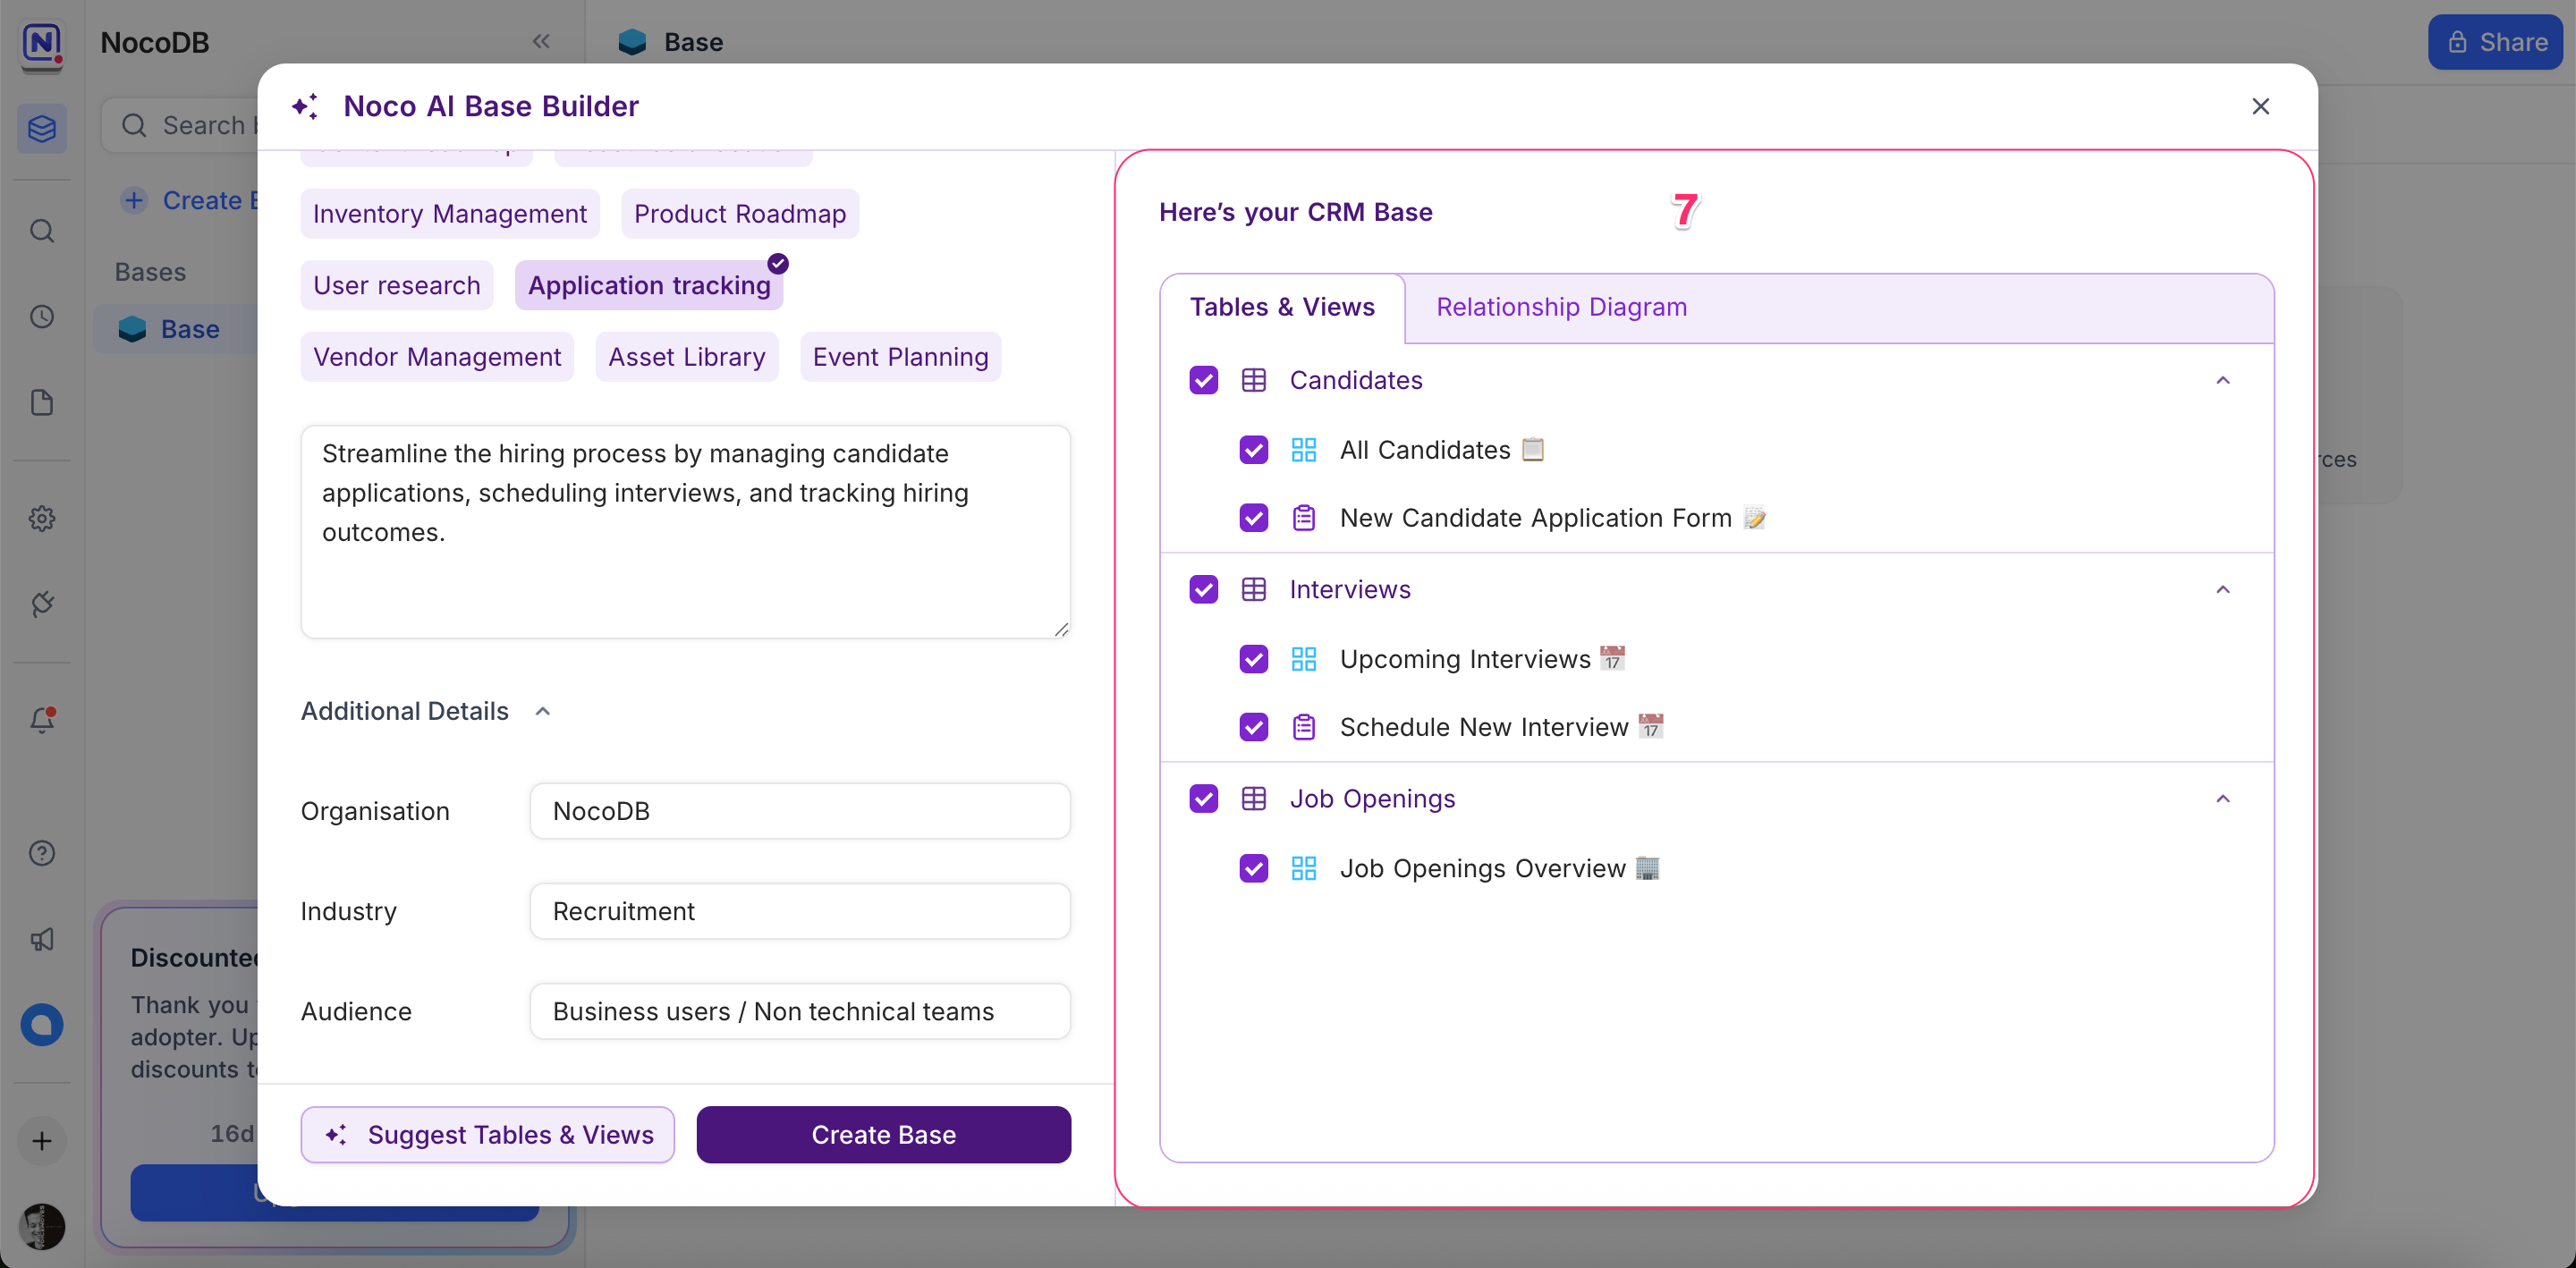 NocoDB
Base
Share
Noco AI Base Builder
Search
Create
Inventory Management
Product Roadmap
Bases
User research
Application tracking
Base
Vendor Management
Asset Library
Event Planning
Streamline the hiring process by managing candidate
applications, scheduling interviews, and tracking hiring
outcomes.
Additional Details
Organisation
NocoDB
Industry
Recruitment
Audience
Business users / Non technical teams
Suggest Tables & Views
Create Base
Here's your CRM Base
7
Tables & Views
Relationship Diagram
Candidates
All Candidates
New Candidate Application Form
Interviews
Upcoming Interviews
17
Schedule New Interview
17
Job Openings
Job Openings Overview
Thank you
adopter.
discounts
16d